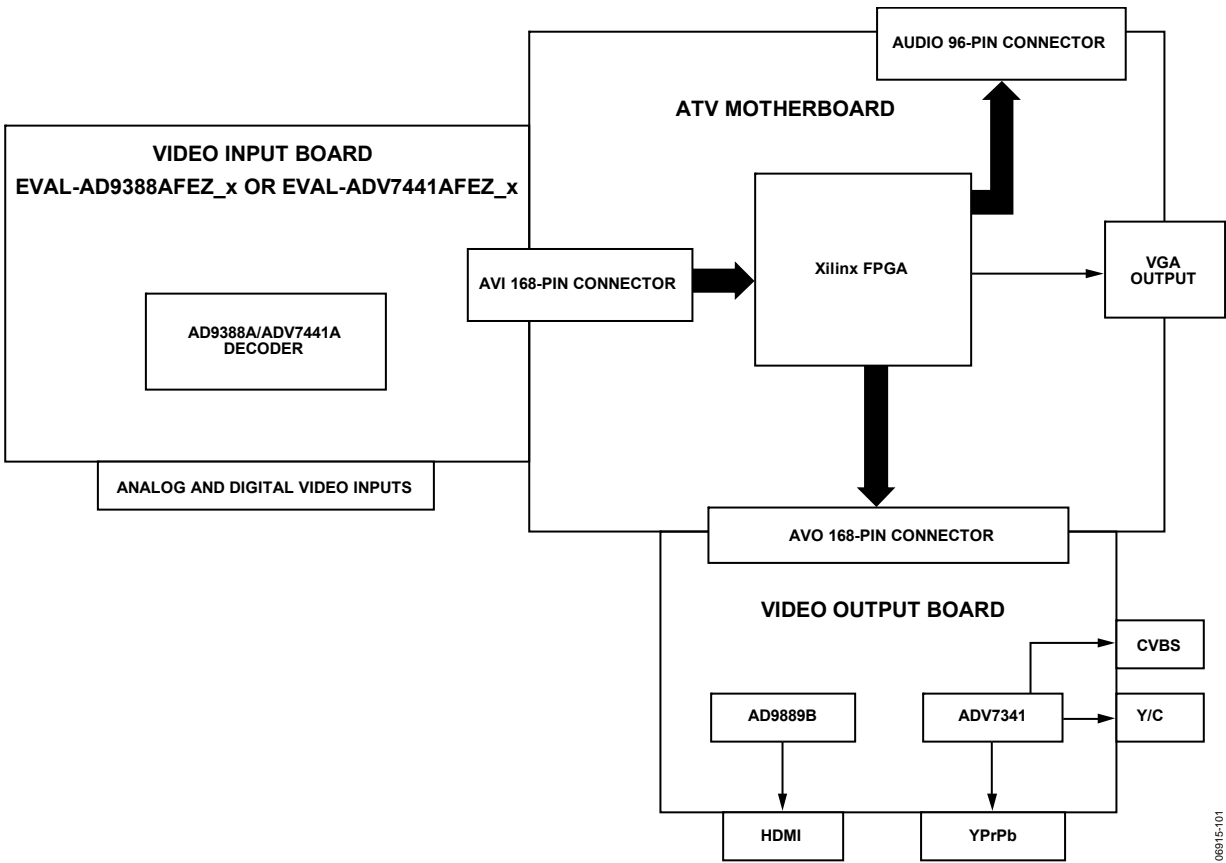 AUDIO 96-PIN CONNECTOR
ATV MOTHERBOARD
VIDEO INPUT BOARD
EVAL-AD9388AFEZ_x OR EVAL-ADV7441AFEZ_x
AVI 168-PIN CONNECTOR
Xilinx FPGA
VGA
OUTPUT
AD9388A/ADV7441A
DECODER
ANALOG AND DIGITAL VIDEO INPUTS
AVO 168-PIN CONNECTOR
VIDEO OUTPUT BOARD
CVBS
AD9889B
ADV7341
Y/C
HDMI
YPrPb
06915-101